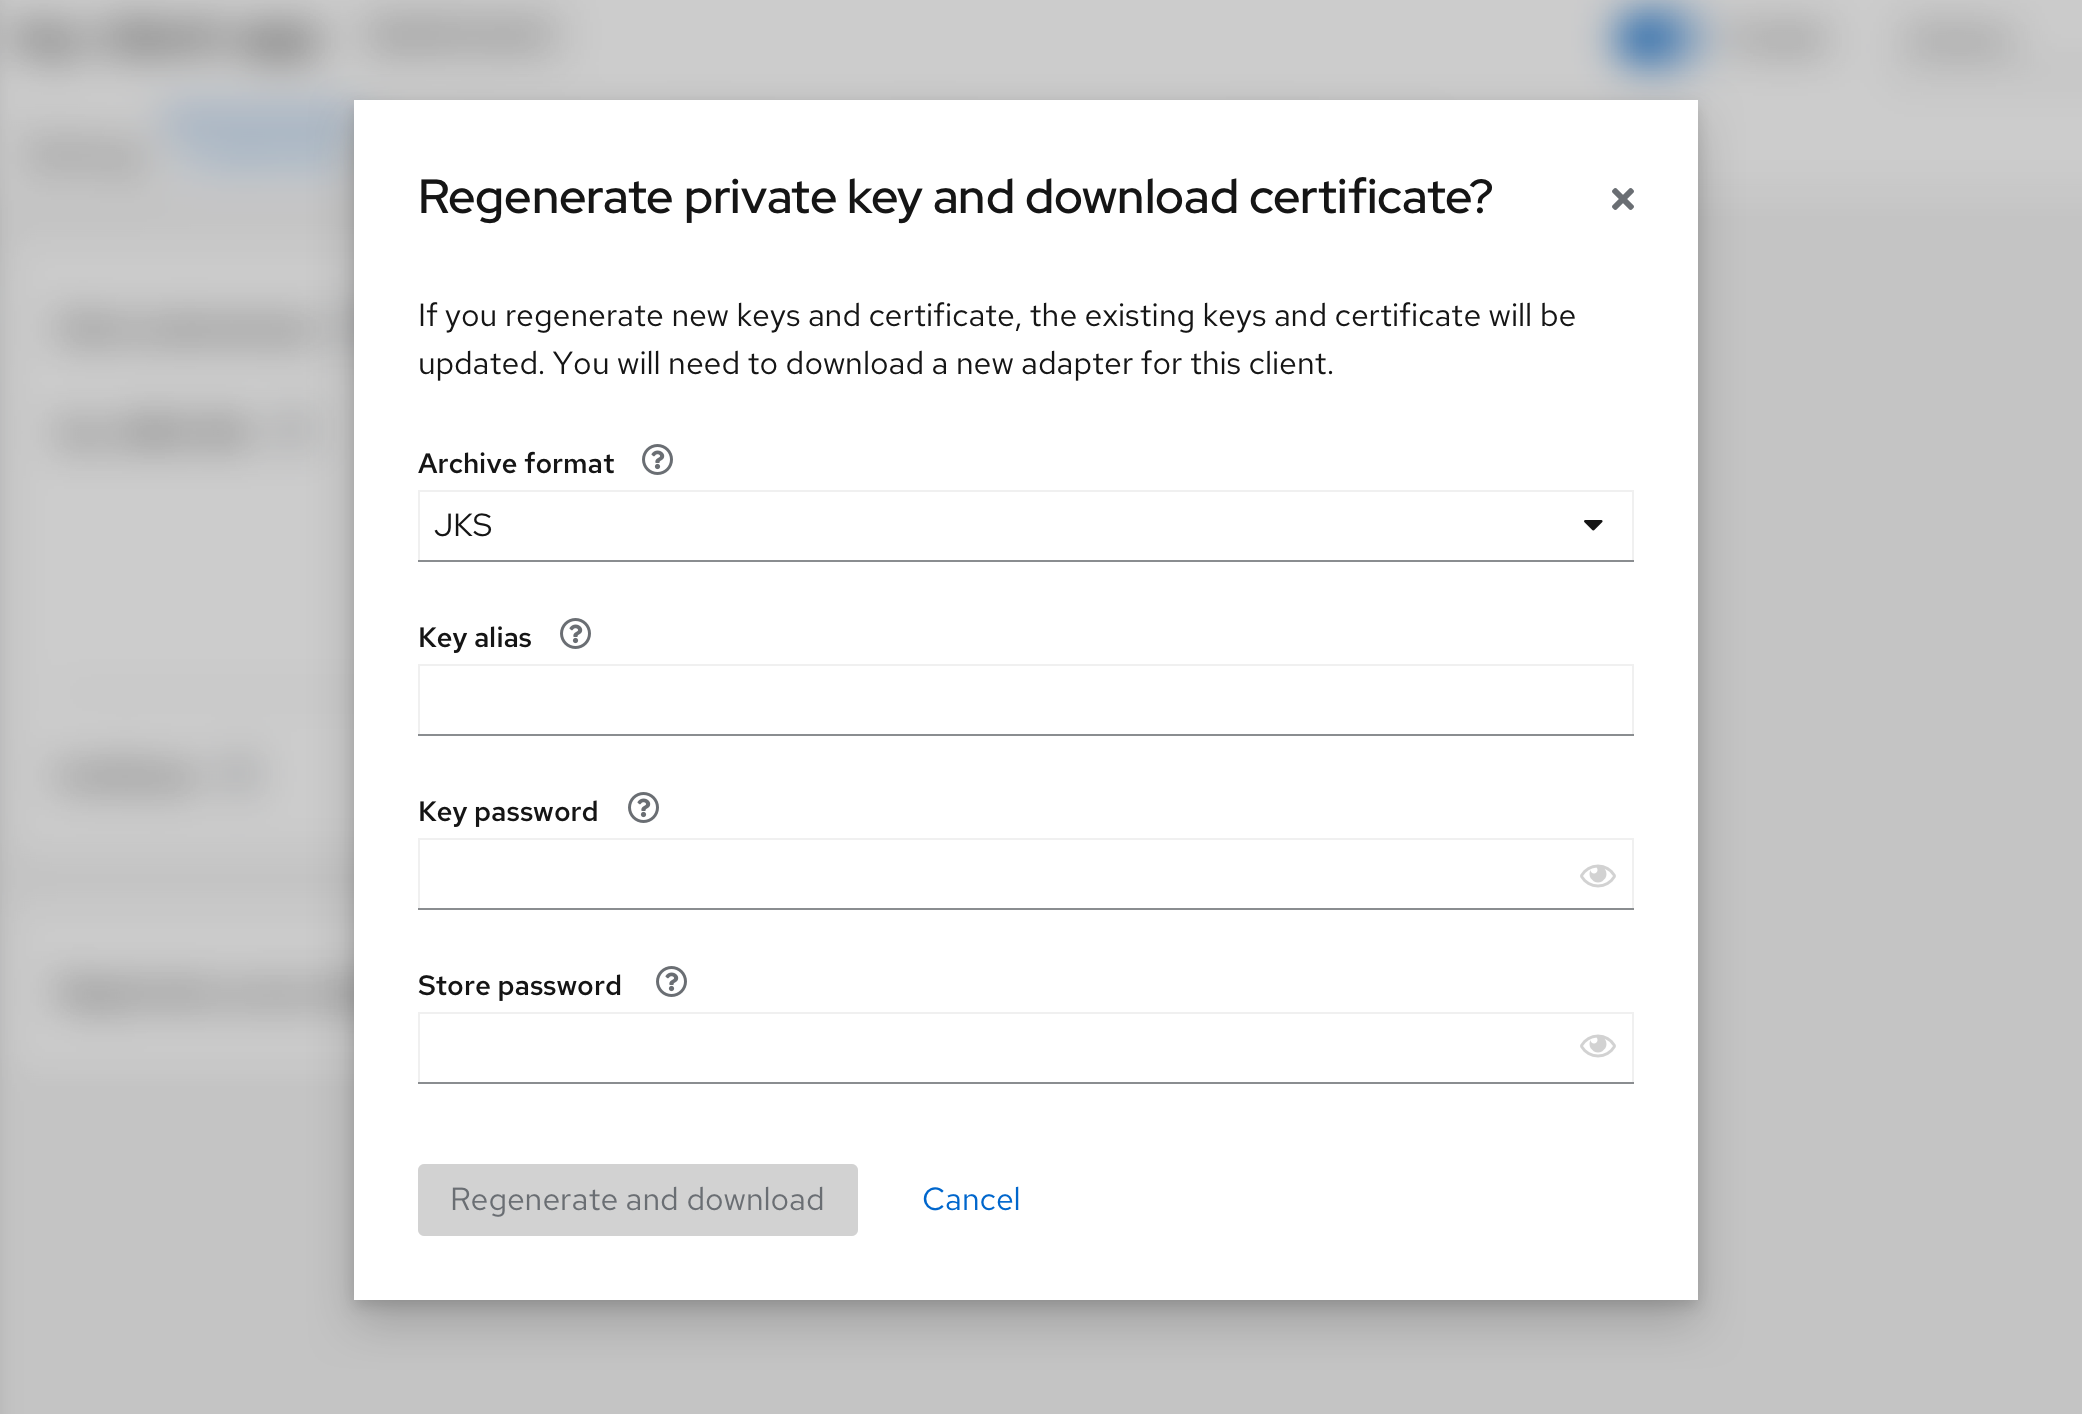 Regenerate private key and download certificate?
If you regenerate new keys and certificate, the existing keys and certificate will be
updated. You will need to download a new adapter for this client.
Archive format
JKS
Key alias
Key password
Store password
Regenerate and download
Cancel